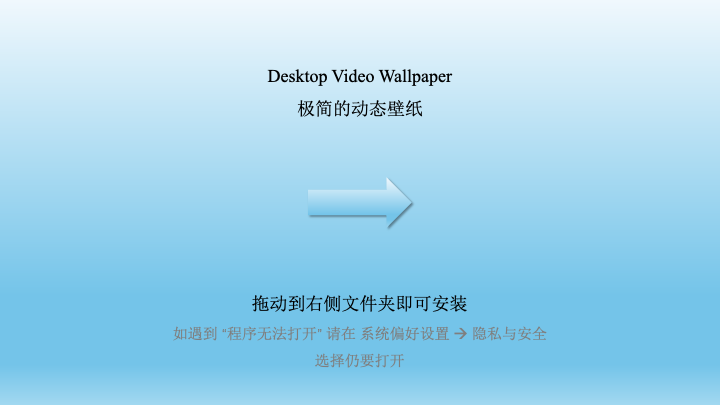 Desktop Video Wallpaper
极简的动态壁纸
拖动到右侧文件夹即可安装
如遇到 “程序无法打开” 请在 系统偏好设置 → 隐私与安全
选择仍要打开